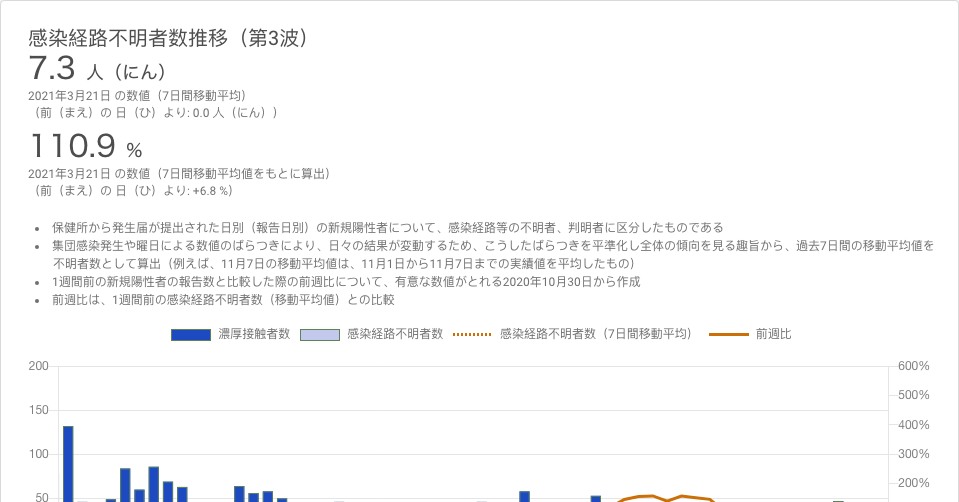 感染経路不明者数推移（第3波）
7.3 人（にん）
2021年3月21日 の数値（7日間移動平均）
（前（まえ）の 日（ひ）より: 0.0 人（にん））
110.9 %
2021年3月21日 の数値（7日間移動平均値をもとに算出）
（前（まえ）の 日（ひ）より: +6.8 %）
• 保健所から発生届が提出された日別（報告日別）の新規陽性者について、感染経路等の不明者、判明者に区分したものである
• 集団感染発生や曜日による数値のばらつきにより、日々の結果が変動するため、こうしたばらつきを平準化し全体の傾向を見る趣旨から、過去7日間の移動平均値を
不明者数として算出（例えば、11月7日の移動平均値は、11月1日から11月7日までの実績値を平均したもの）
• 1週間前の新規陽性者の報告数と比較した際の前週比について、有意な数値がとれる2020年10月30日から作成
• 前週比は、1週間前の感染経路不明者数（移動平均値）との比較
濃厚接触者数 感染経路不明者数 感染経路不明者数（7日間移動平均） 前週比
200 600%
500%
150
400%
100 300%
200%
50